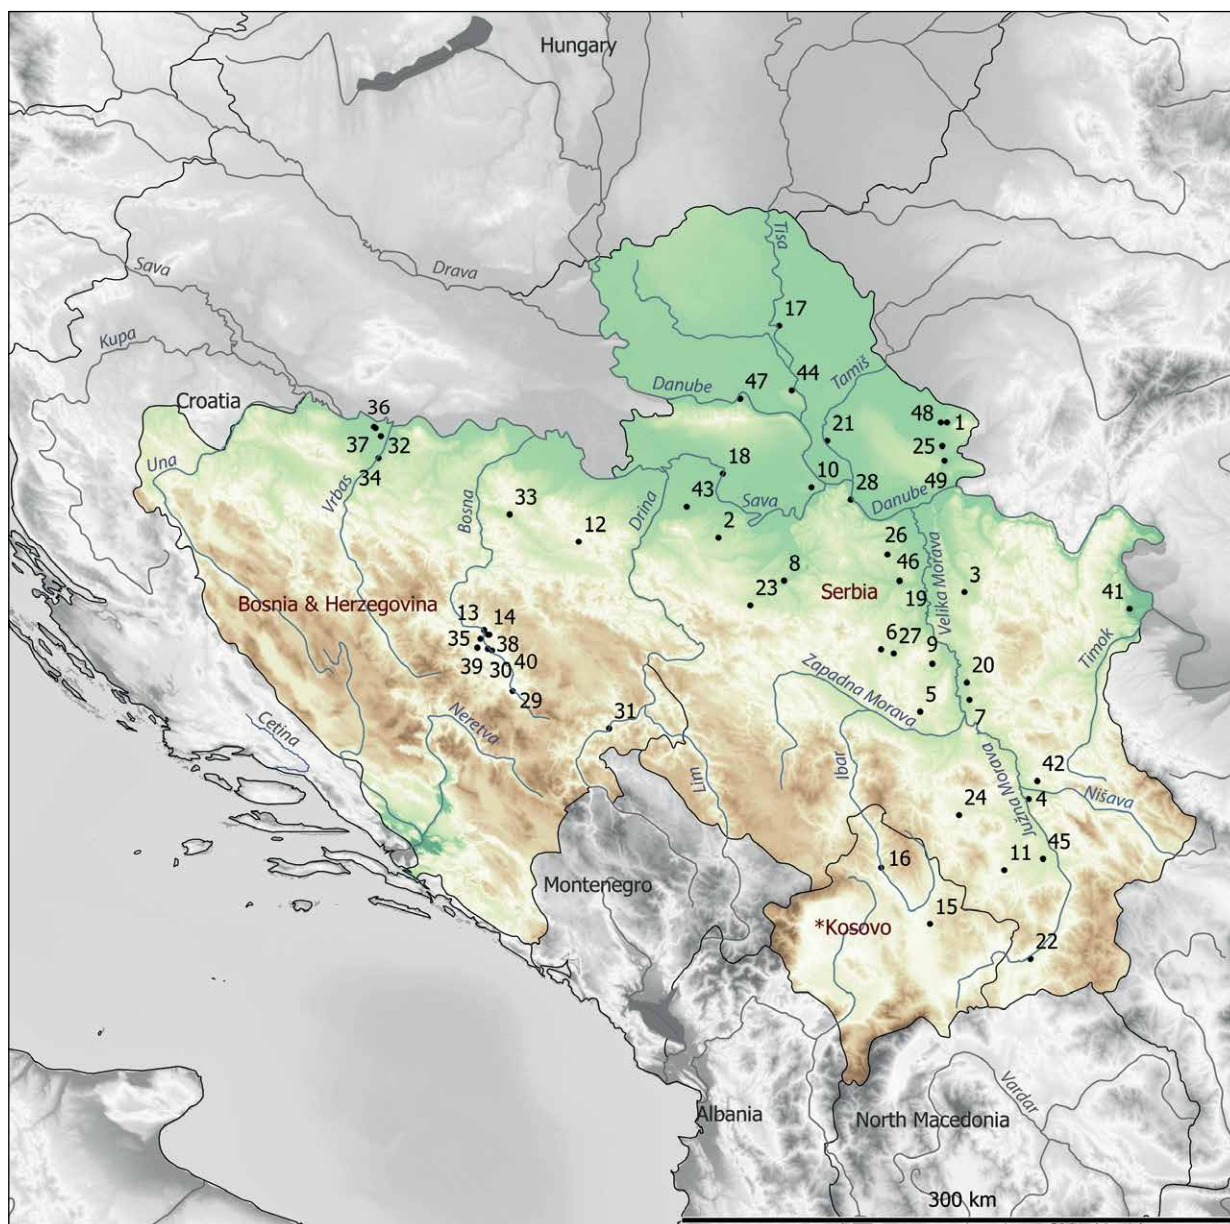 Hungary
Tisa
Sava
Drava
17
Kupa
Tamiš
44
Danube
47
Croatia
36
48
1
21
37
32
25
Una
18
49
34
10
28
Vrbas
Bosna
33
43
Sava
Danube
Drina
12
2
26
8
46
3
Velika Morava
23
Serbia
19
41
Bosnia & Herzegovina
13
14
6
27
9
35
38
Timok
39
30
40
20
Zapadna Morava
29
5
7
31
Neretva
Cetina
Ibar
Lim
Južna Morava
42
24
4
Nišava
45
16
11
Montenegro
15
*Kosovo
22
Vardar
Albania
North Macedonia
300 km